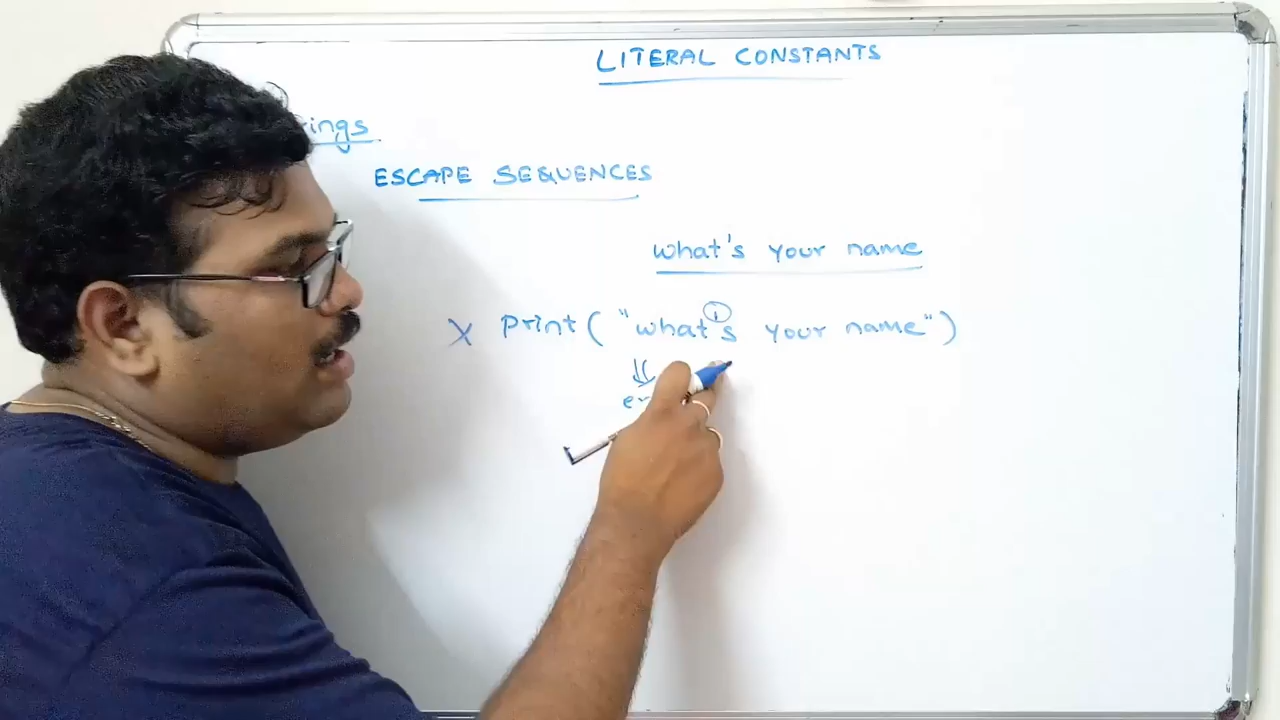 LITERAL CONSTANTS
ESCAPE SEQUENCES
what's your name
X print( "what's your name")